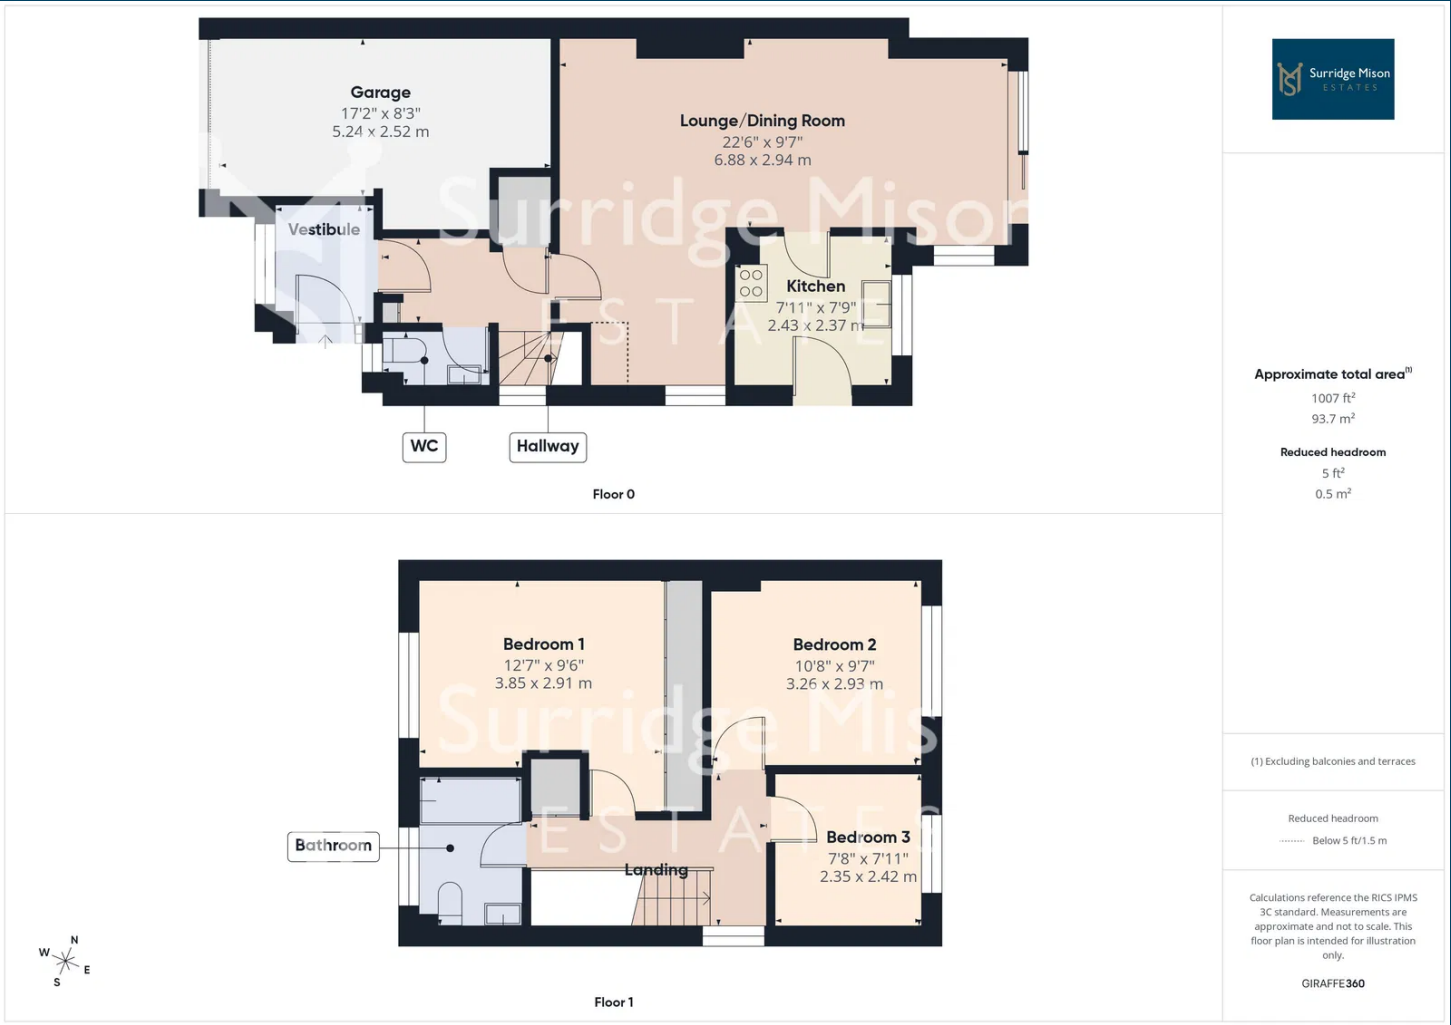 Garage
17'2" x 8'3"
5.24 x 2.52 m
Lounge/Dining Room
22'6" x 9'7"
6.88 x 2.94 m
Vestibule
Kitchen
7'11" x 7'9"
2.43 x 2.37 m
WC
Hallway
Floor 0
Surridge Mison
ESTATE
Bedroom 1
12'7" x 9'6"
3.85 x 2.91 m
Bedroom 2
10'8" x 9'7"
3.26 x 2.93 m
Bathroom
Landing
Bedroom 3
7'8" x 7'11"
2.35 x 2.42 m
Surridge Mis
ESTATES
Floor 1
N
W
E
S
Surridge Mison
ESTATES
Approximate total area(1)
1007 ft²
93.7 m²
Reduced headroom
5 ft²
0.5 m²
(1) Excluding balconies and terraces
Reduced headroom
Below 5 ft/1.5 m
Calculations reference the RICS IPMS
3C standard. Measurements are
approximate and not to scale. This
floor plan is intended for illustration
only.
GIRAFFE360